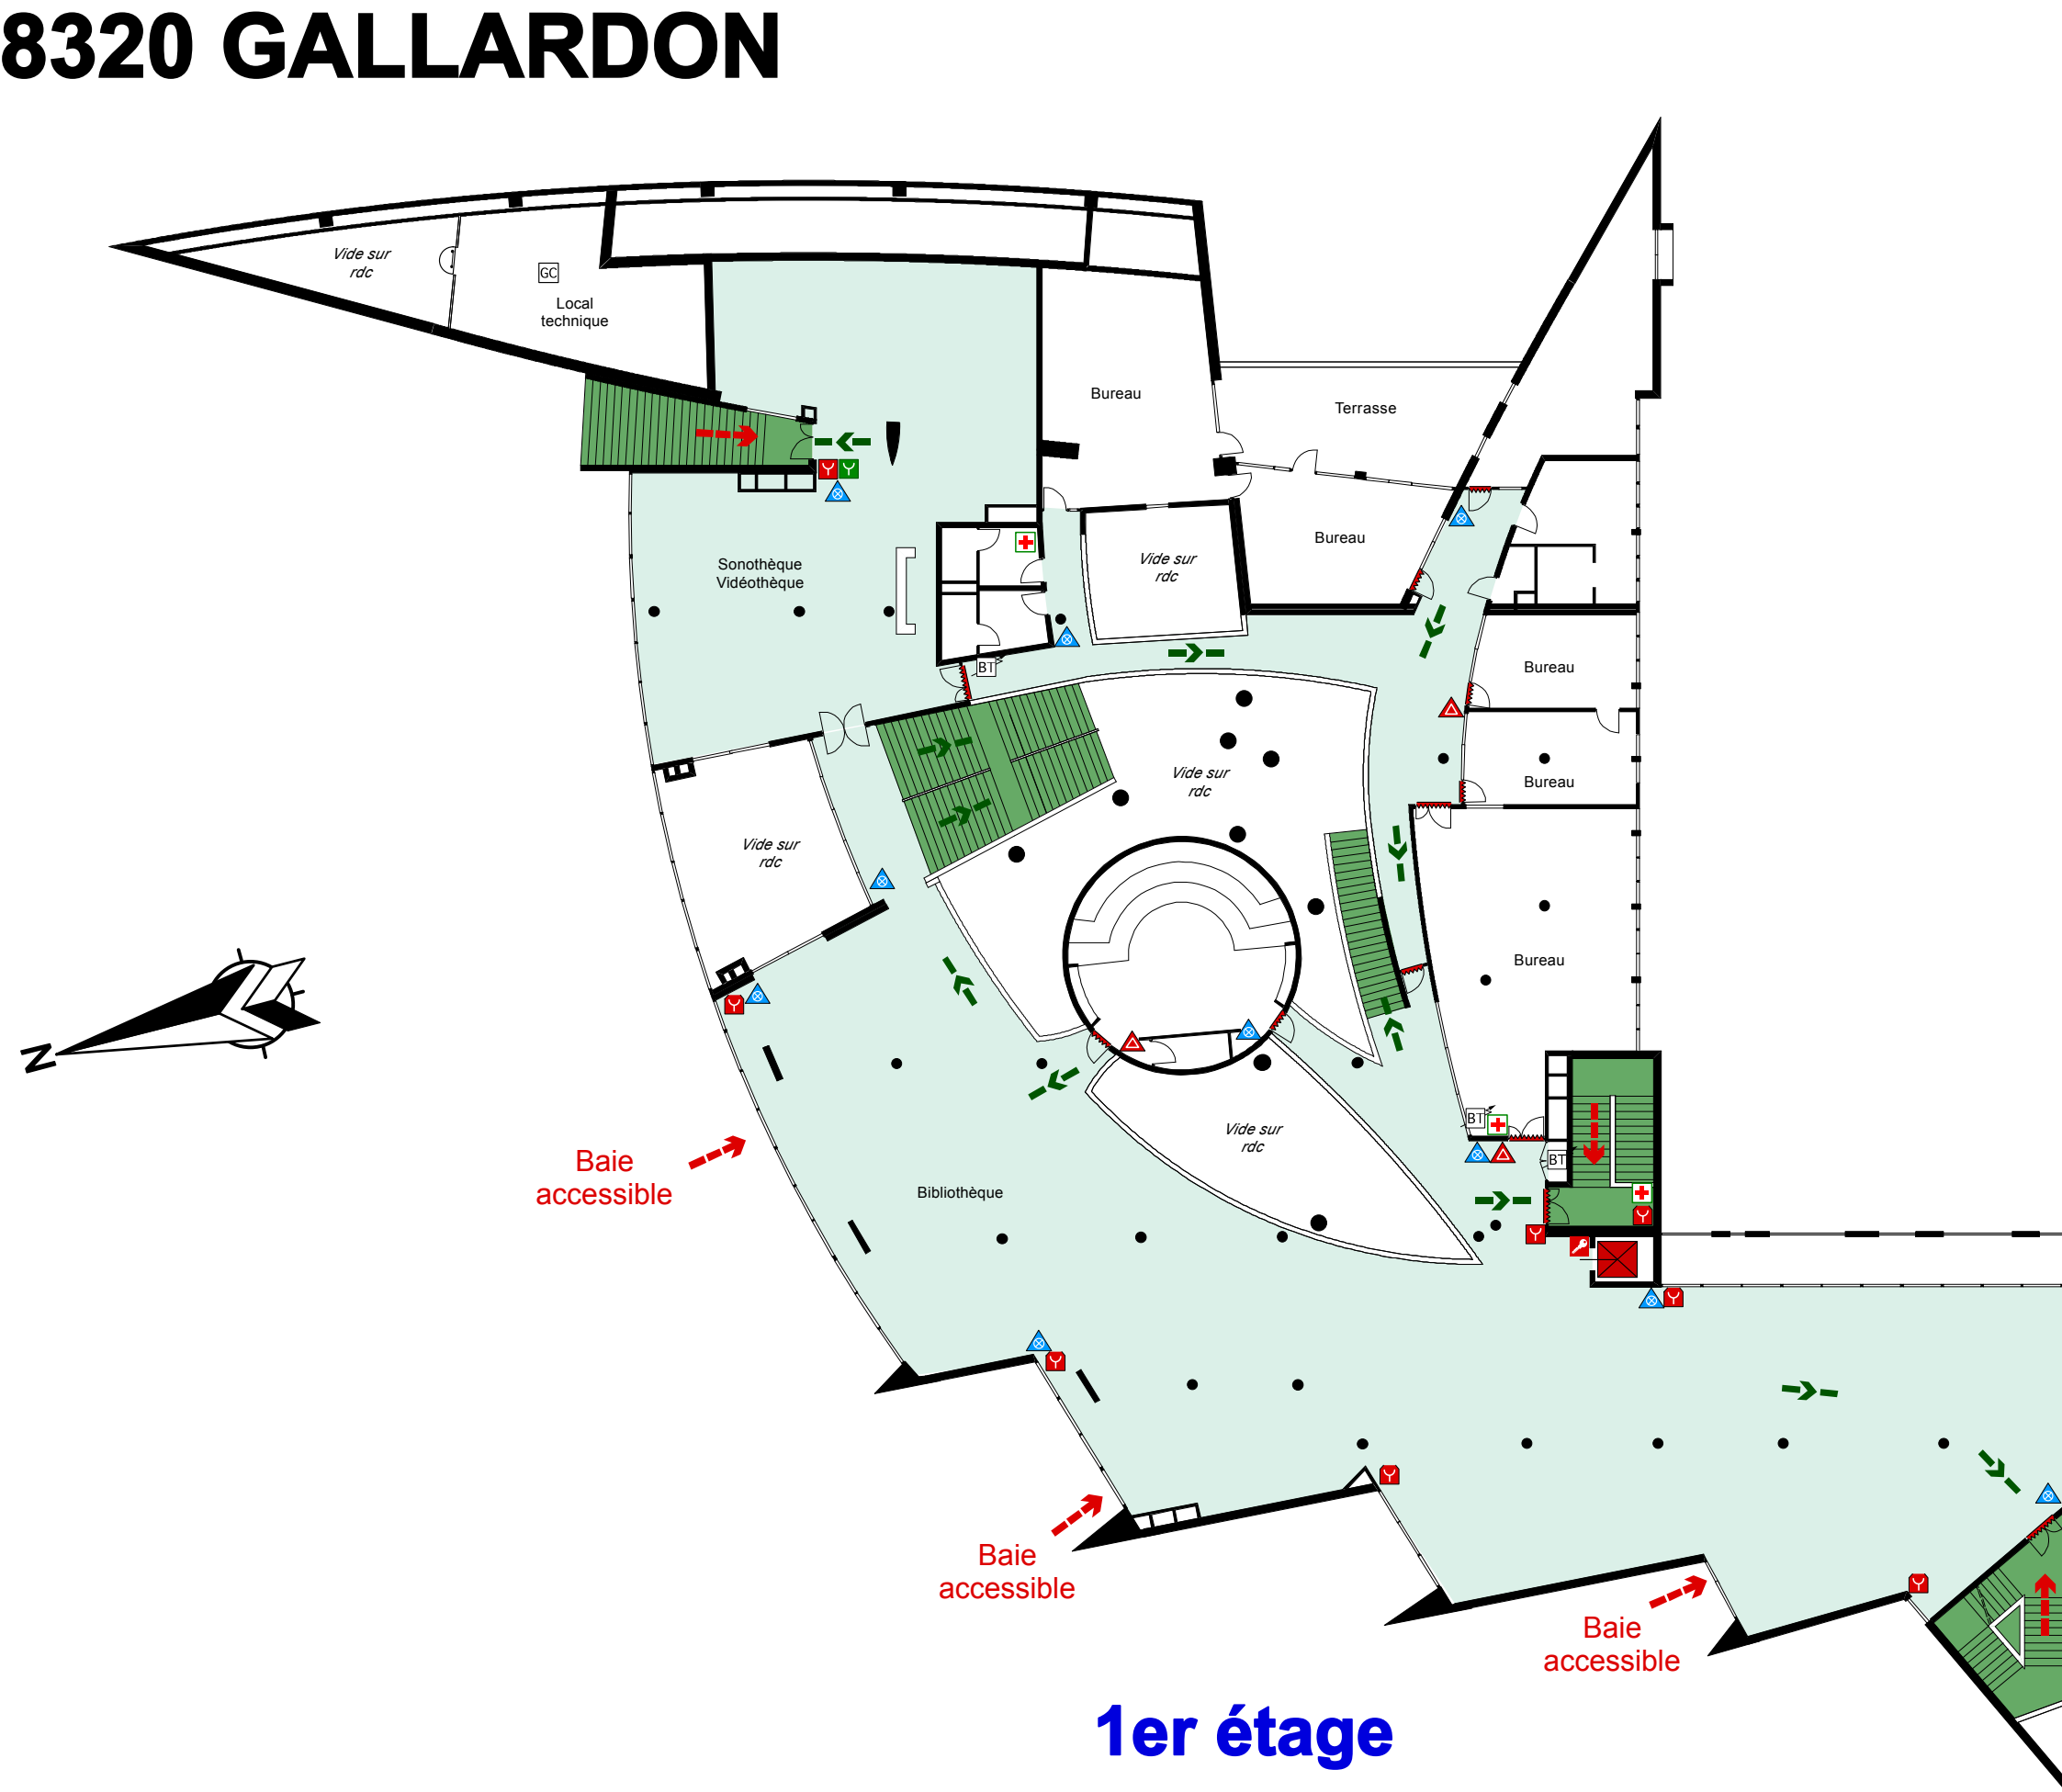 8320 GALLARDON
Vide sur
rdc
GC
Local
technique
Bureau
Terrasse
Bureau
Vide sur
rdc
Sonothèque
Vidéothèque
BT
Bureau
Bureau
Vide sur
rdc
Vide sur
rdc
Bureau
N
BT
Vide sur
rdc
BT
Baie
accessible
Bibliothèque
Baie
accessible
Baie
accessible
1er étage